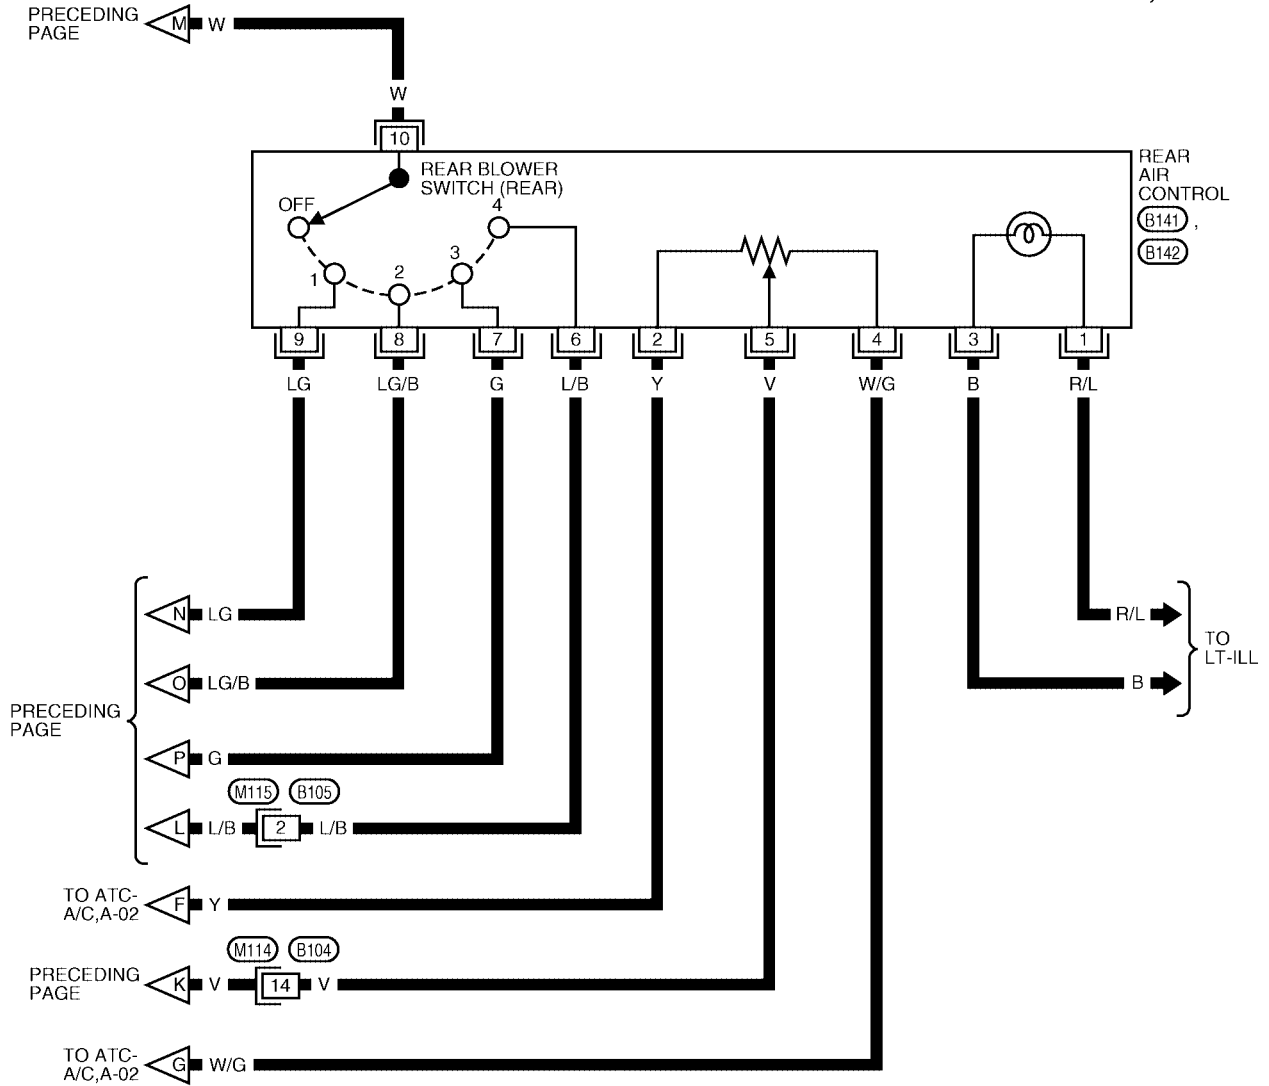 PRECEDING
PAGE
M W
W
10
REAR BLOWER
SWITCH (REAR)
OFF
1
2
3
4
REAR
AIR
CONTROL
B141 ,
B142
9 8 7 6 2 5 4 3 1
LG LG/B G L/B Y V W/G B R/L
N LG
R/L
TO
LT-ILL
O LG/B
B
PRECEDING
PAGE
P G
M115 B105
L L/B 2 L/B
TO ATC-
A/C,A-02
F Y
M114 B104
PRECEDING
PAGE
K V 14 V
TO ATC-
A/C,A-02
G W/G